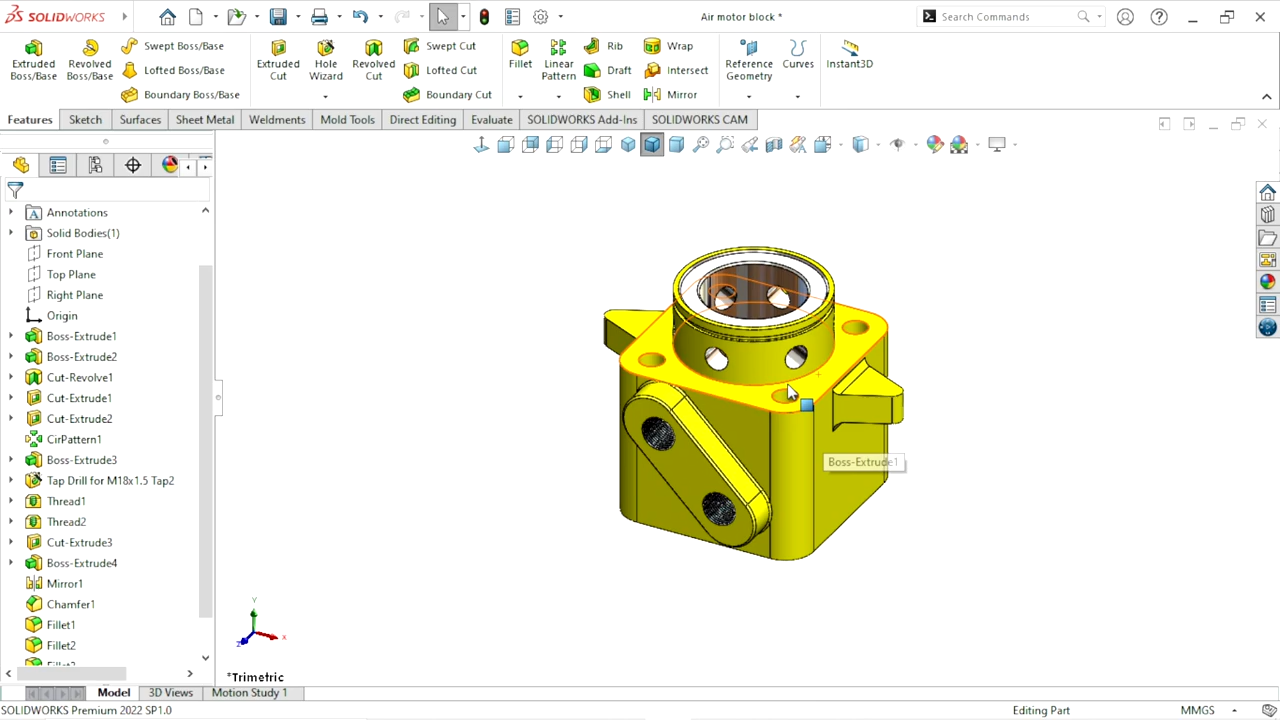 SOLIDWORKS
Air motor block *
Search Commands
Extruded Boss/Base
Revolved Boss/Base
Swept Boss/Base
Lofted Boss/Base
Boundary Boss/Base
Extruded Cut
Hole Wizard
Revolved Cut
Swept Cut
Lofted Cut
Boundary Cut
Fillet
Linear Pattern
Rib
Draft
Shell
Wrap
Intersect
Mirror
Reference Geometry
Curves
Instant3D
Features
Sketch
Surfaces
Sheet Metal
Weldments
Mold Tools
Direct Editing
Evaluate
SOLIDWORKS Add-Ins
SOLIDWORKS CAM
Annotations
Solid Bodies(1)
Front Plane
Top Plane
Right Plane
Origin
Boss-Extrude1
Boss-Extrude2
Cut-Revolve1
Cut-Extrude1
Cut-Extrude2
CirPattern1
Boss-Extrude3
Tap Drill for M18x1.5 Tap2
Thread1
Thread2
Cut-Extrude3
Boss-Extrude4
Mirror1
Chamfer1
Fillet1
Fillet2
Boss-Extrude1
Y
X
Z
*Trimetric
Model
3D Views
Motion Study 1
SOLIDWORKS Premium 2022 SP1.0
Editing Part
MMGS